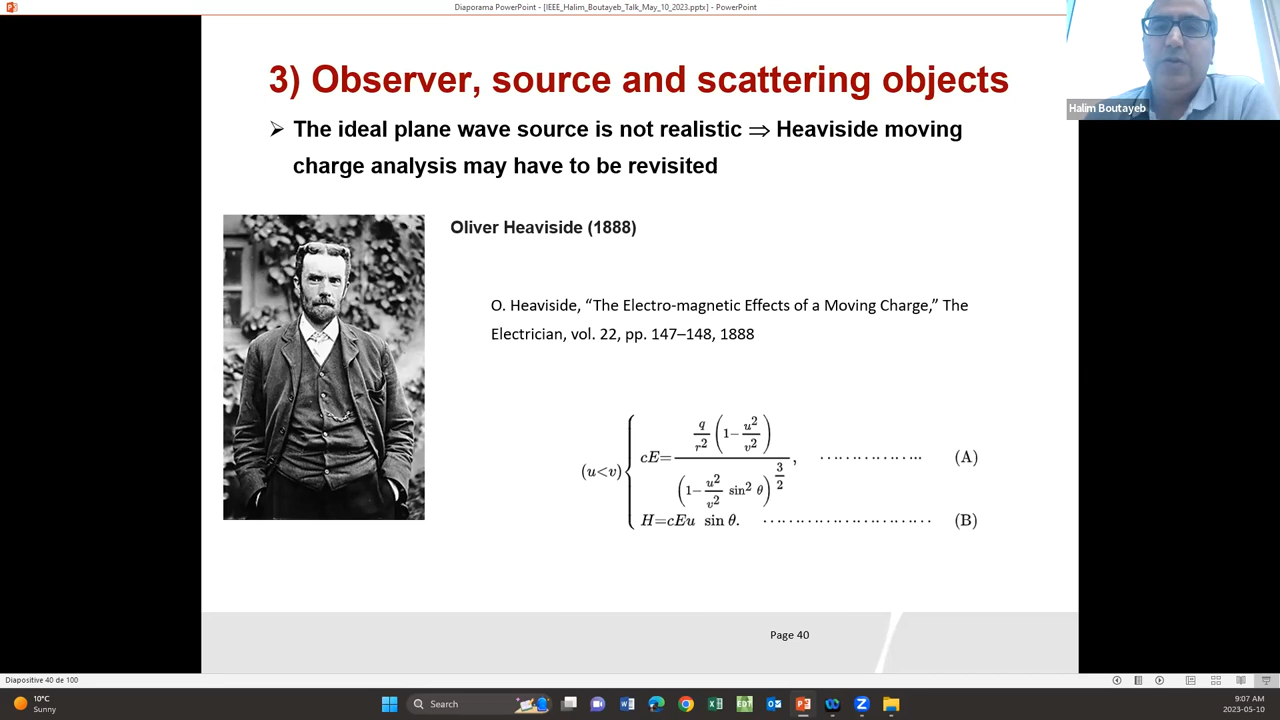 Diaporama PowerPoint - [IEEE_Halim_Boutayeb_Talk_May_10_2023.pptx] - PowerPoint
3) Observer, source and scattering objects
➢ The ideal plane wave source is not realistic ⇒ Heaviside moving
charge analysis may have to be revisited
Halim Boutayeb
Oliver Heaviside (1888)
O. Heaviside, “The Electro-magnetic Effects of a Moving Charge,” The
Electrician, vol. 22, pp. 147–148, 1888
(u<v) { cE= q/r² (1−u²/v²) / (1−u²/v² sin² θ)^(3/2), ................. (A)
H=cEu sin θ. ............................ (B)
Page 40
Diapositive 40 de 100
10°C
Sunny
Search
EDT
9:07 AM
2023-05-10